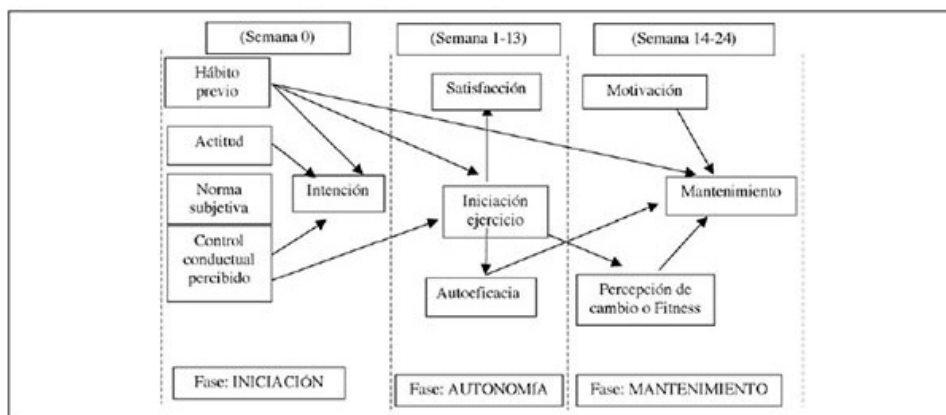 (Semana 0)
(Semana 1-13)
(Semana 14-24)
Hábito
previo
Satisfacción
Motivación
Actitud
Intención
Mantenimiento
Norma
subjetiva
Iniciación
ejercicio
Control
conductual
percibido
Autoeficacia
Percepción de
cambio o Fitness
Fase: INICIACIÓN
Fase: AUTONOMÍA
Fase: MANTENIMIENTO